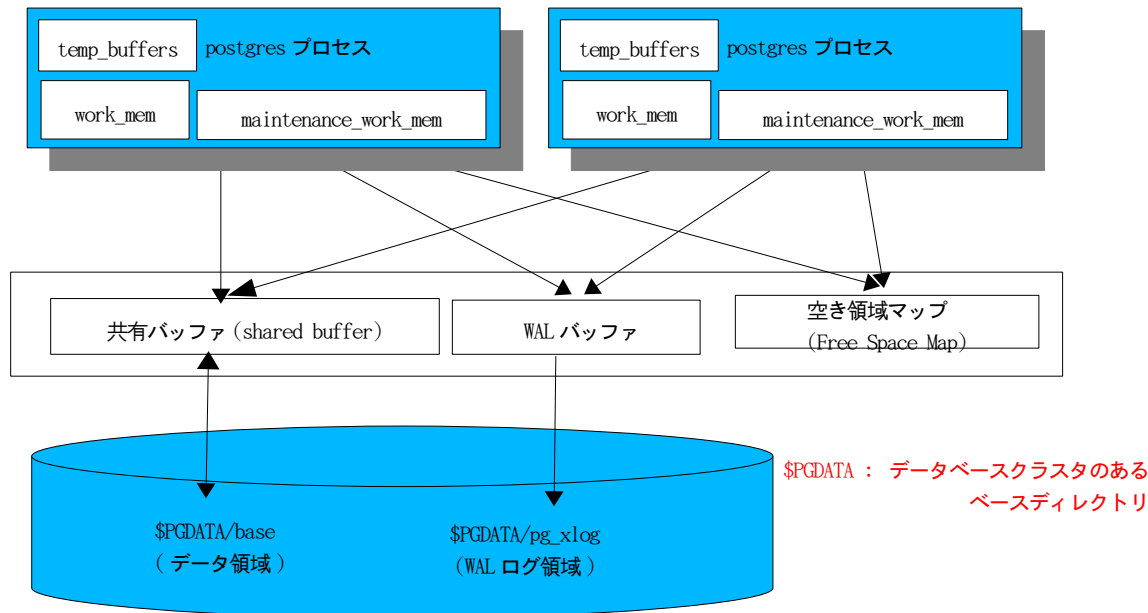 temp_buffers
postgres プロセス
work_mem
maintenance_work_mem
temp_buffers
postgres プロセス
work_mem
maintenance_work_mem
共有バッファ (shared buffer)
WAL バッファ
空き領域マップ
(Free Space Map)
$PGDATA : データベースクラスタのある
ベースディレクトリ
$PGDATA/base
( データ領域 )
$PGDATA/pg_xlog
(WAL ログ領域 )